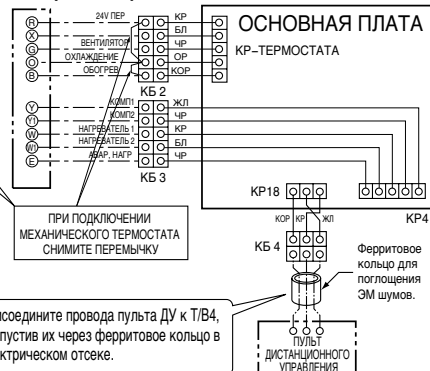 ОСНОВНАЯ ПЛАТА
КР-ТЕРМОСТАТА
R 24V ПЕР КР
X БЛ
G ВЕНТИЛЯТОР ЧР
O ОХЛАЖДЕНИЕ ОР
B ОБОГРЕВ КОР
КБ 2
Y КОМП1 ЖЛ
Y1 КОМП2 ЧР
W НАГРЕВАТЕЛЬ 1 КР
W1 НАГРЕВАТЕЛЬ 2 БЛ
E АВАР, НАГР ЧР
КБ 3
КР18
КР4
КОР КР ЖЛ
КБ 4
ПРИ ПОДКЛЮЧЕНИИ
МЕХАНИЧЕСКОГО ТЕРМОСТАТА
СНИМИТЕ ПЕРЕМЫЧКУ
Ферритовое
кольцо для
поглощения
ЭМ шумов.
соедините провода пульта ДУ к Т/В4,
пустив их через ферритовое кольцо в
ктрическом отсеке.
ПУЛЬТ
ДИСТАНЦИОННОГО
УПРАВЛЕНИЯ